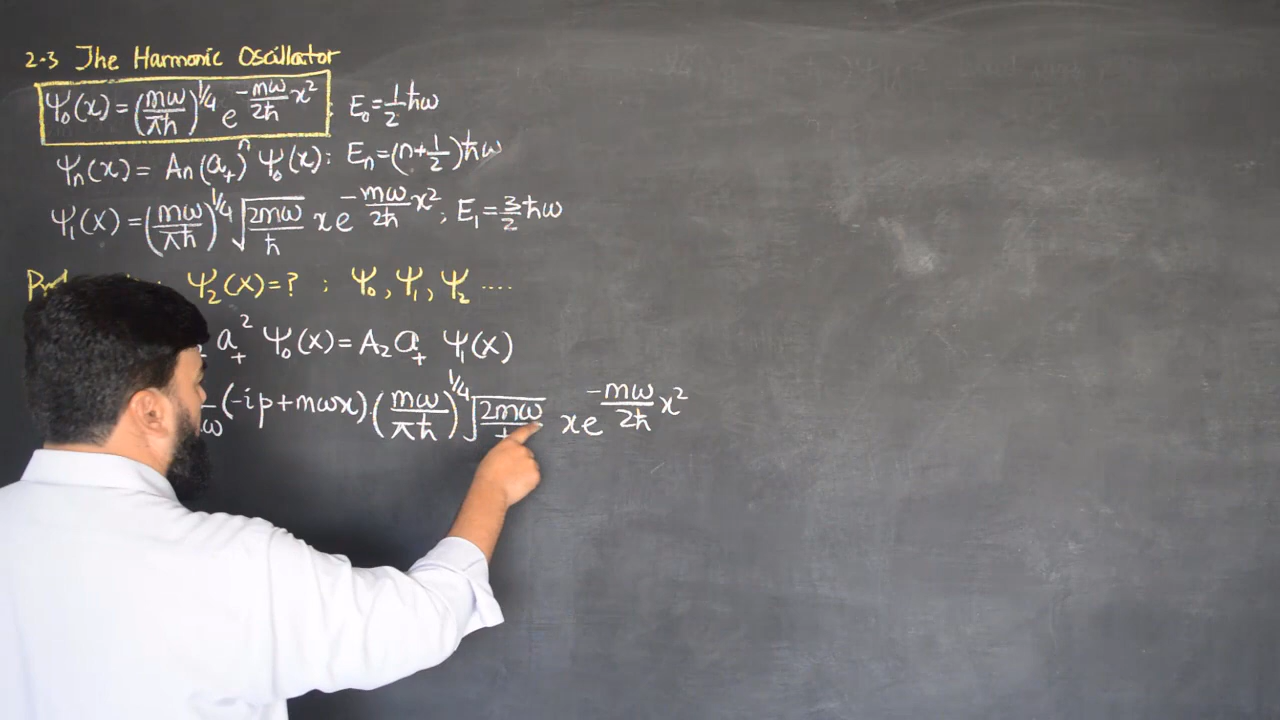 2.3 The Harmonic Oscillator
Ψ₀(x) = (mω/πħ)^1/4 e^(-mω/2ħ x²) E₀ = 1/2 ħω
Ψn(x) = An(a₊)ⁿ Ψ₀(x): En = (n+1/2)ħω
Ψ₁(x) = (mω/πħ)^1/4 √(2mω/ħ) x e^(-mω/2ħ x²); E₁ = 3/2 ħω
Ψ₂(x) = ? ; Ψ₀, Ψ₁, Ψ₂ ....
a₊² Ψ₀(x) = A₂ a₊ Ψ₁(x)
(-ip + mωx) · (mω/πħ)^1/4 √(2mω/ħ) x e^(-mω/2ħ x²)